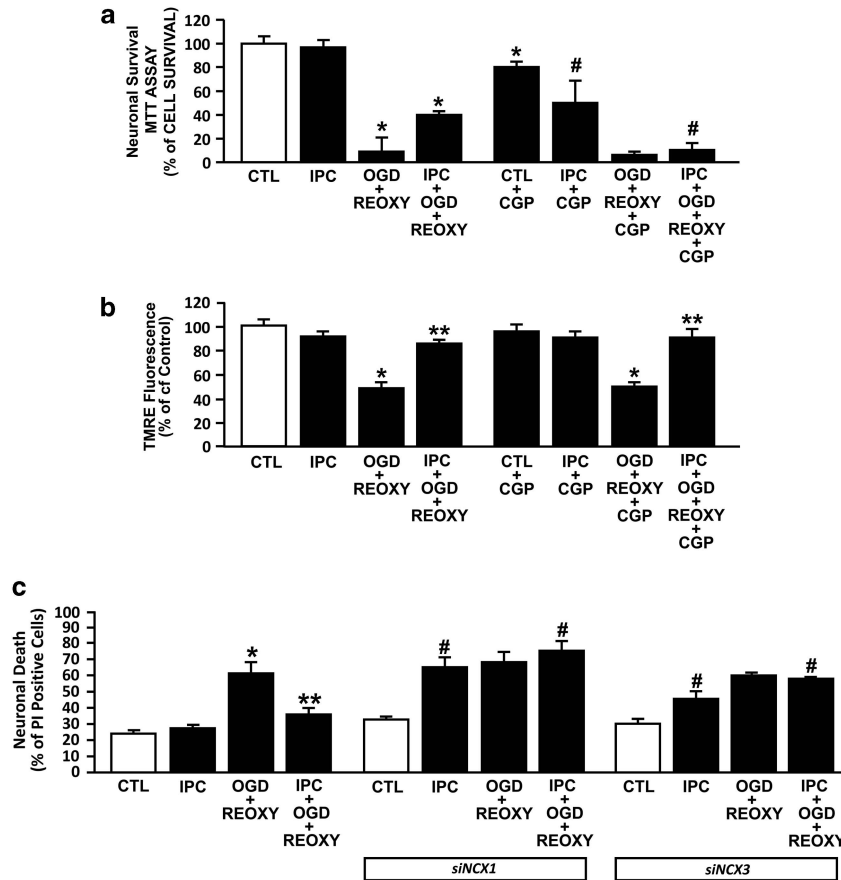 a
Neuronal Survival
MTT ASSAY
(% of CELL SURVIVAL)
120
100
80
60
40
20
0
*
*
*
#
#
CTL
IPC
OGD
+
REOXY
IPC
+
OGD
+
REOXY
CTL
+
CGP
IPC
+
CGP
OGD
+
REOXY
+
CGP
IPC
+
OGD
+
REOXY
+
CGP
b
TMRE Fluorescence
(% of cf Control)
120
100
80
60
40
20
0
*
**
*
**
CTL
IPC
OGD
+
REOXY
IPC
+
OGD
+
REOXY
CTL
+
CGP
IPC
+
CGP
OGD
+
REOXY
+
CGP
IPC
+
OGD
+
REOXY
+
CGP
c
Neuronal Death
(% of PI Positive Cells)
100
90
80
70
60
50
40
30
20
10
0
*
**
#
#
#
#
CTL
IPC
OGD
+
REOXY
IPC
+
OGD
+
REOXY
CTL
IPC
OGD
+
REOXY
IPC
+
OGD
+
REOXY
CTL
IPC
OGD
+
REOXY
IPC
+
OGD
+
REOXY
siNCX1
siNCX3